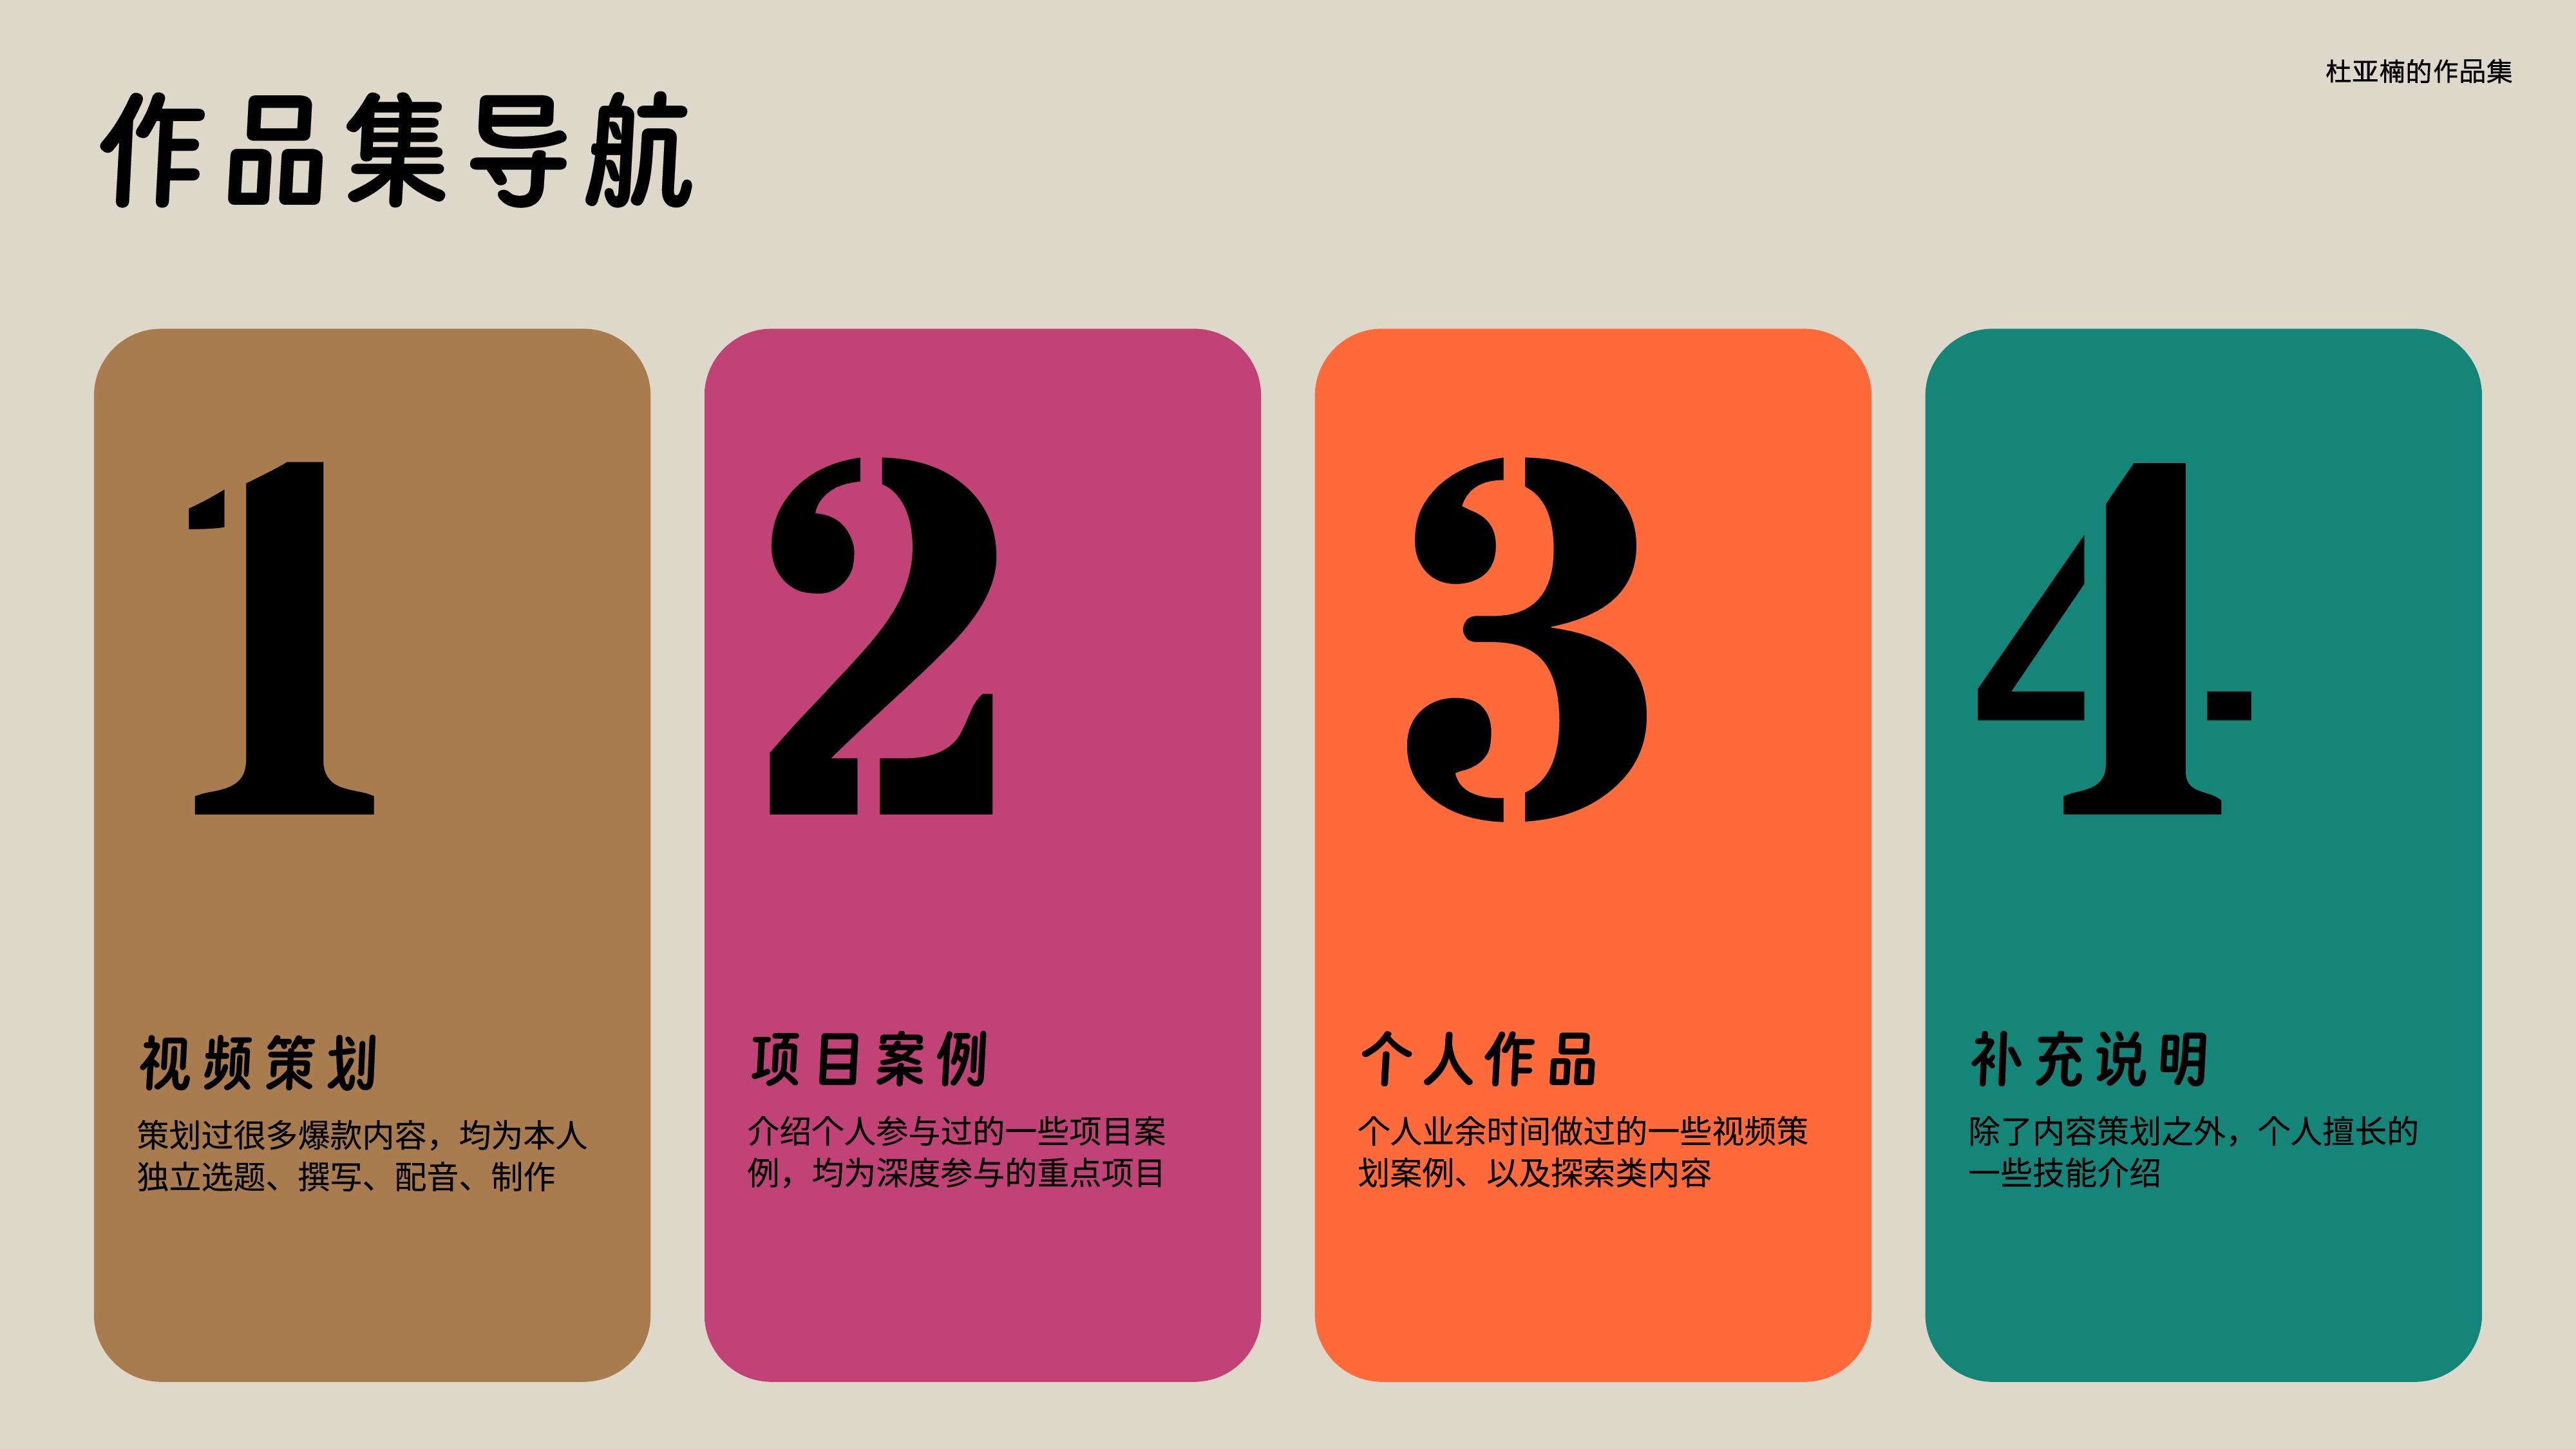 杜亚楠的作品集
作品集导航
1
视频策划
策划过很多爆款内容，均为本人
独立选题、撰写、配音、制作
2
项目案例
介绍个人参与过的一些项目案
例，均为深度参与的重点项目
3
个人作品
个人业余时间做过的一些视频策
划案例、以及探索类内容
4
补充说明
除了内容策划之外，个人擅长的
一些技能介绍